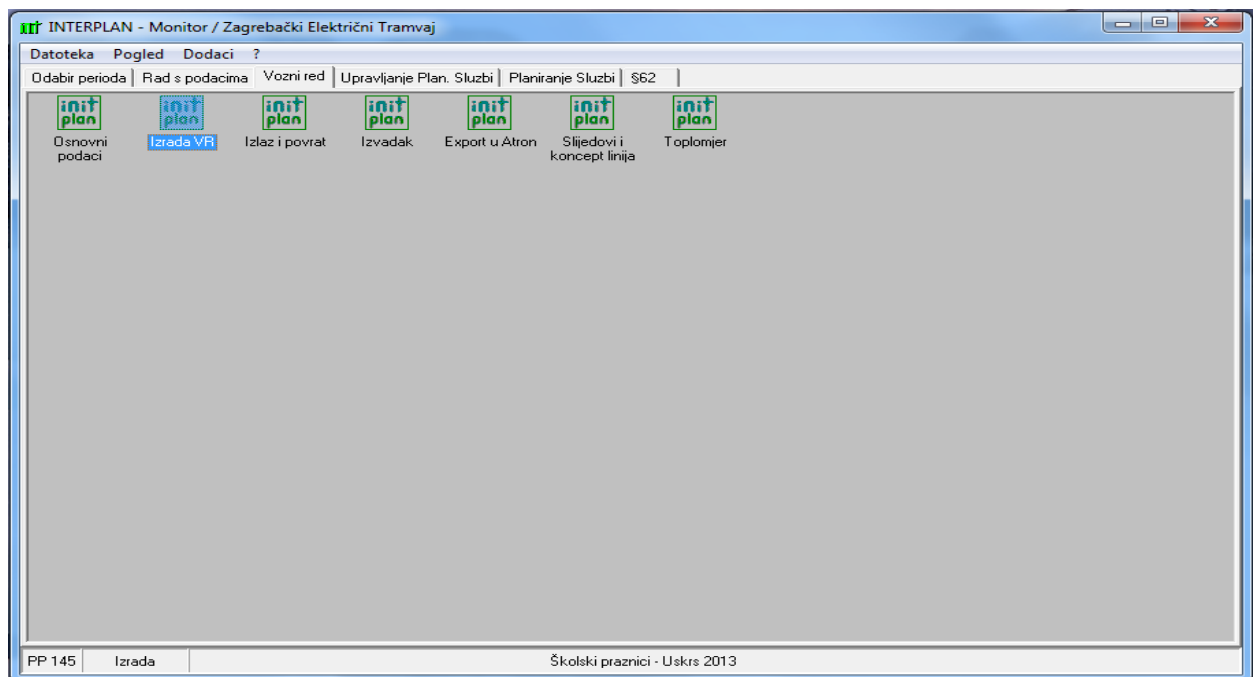 INTERPLAN - Monitor / Zagrebački Električni Tramvaj
Datoteka Pogled Dodaci ?
Odabir perioda Rad s podacima Vozni red Upravljanje Plan. Sluzbi Planiranje Sluzbi §62
init plan
Osnovni podaci
init plan
Izrada VR
init plan
Izlaz i povrat
init plan
Izvadak
init plan
Export u Atron
init plan
Slijedovi i koncept linija
init plan
Toplomjer
PP 145 Izrada Školski praznici - Uskrs 2013